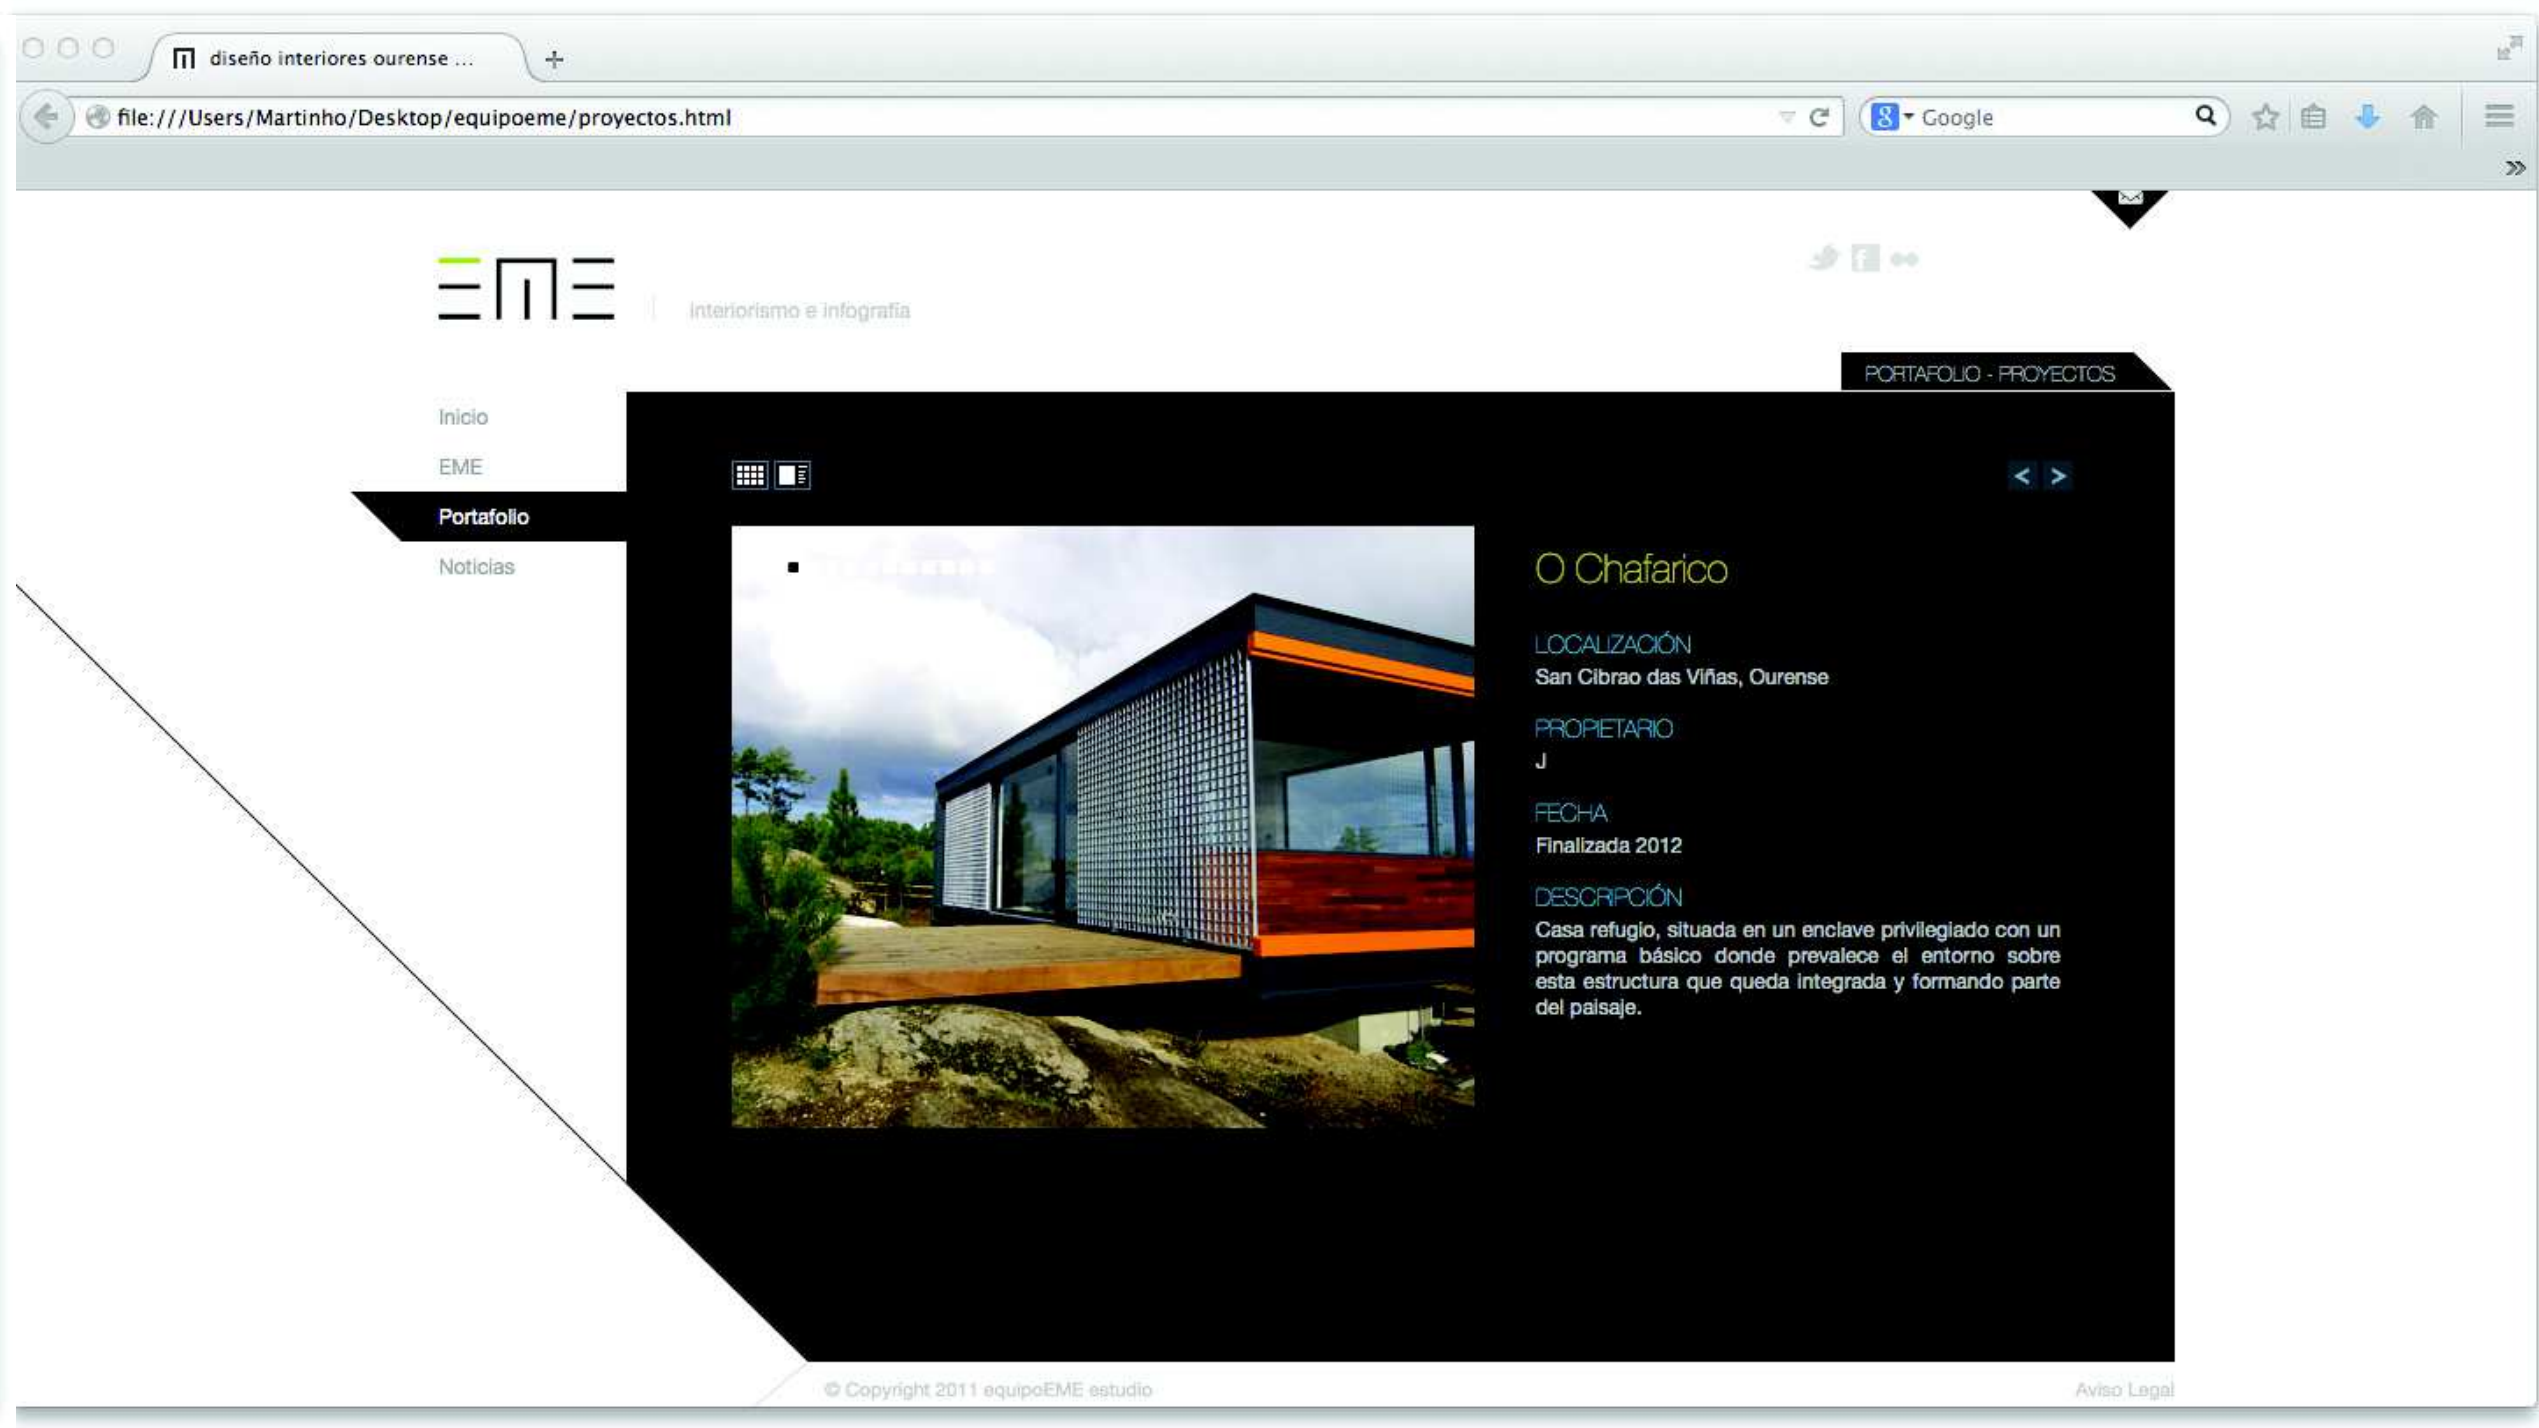 diseño interiores ourense ...
file:///Users/Martinho/Desktop/equipoeme/proyectos.html
Google
EME
interiorismo e infografía
PORTAFOLIO - PROYECTOS
Inicio
EME
Portafolio
Noticias
O Chafarico
LOCALIZACIÓN
San Cibrao das Viñas, Ourense
PROPIETARIO
J
FECHA
Finalizada 2012
DESCRIPCIÓN
Casa refugio, situada en un enclave privilegiado con un
programa básico donde prevalece el entorno sobre
esta estructura que queda integrada y formando parte
del paisaje.
© Copyright 2011 equipoEME estudio
Aviso Legal